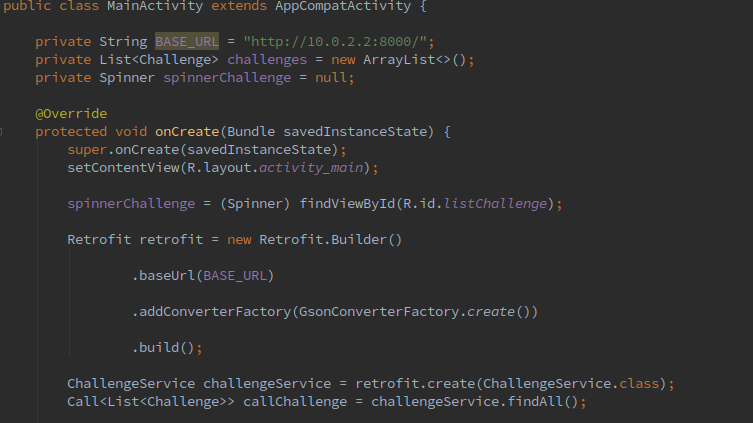 public class MainActivity extends AppCompatActivity {
private String BASE_URL = "http://10.0.2.2:8000/";
private List<Challenge> challenges = new ArrayList<>();
private Spinner spinnerChallenge = null;
@Override
protected void onCreate(Bundle savedInstanceState) {
super.onCreate(savedInstanceState);
setContentView(R.layout.activity_main);
spinnerChallenge = (Spinner) findViewById(R.id.listChallenge);
Retrofit retrofit = new Retrofit.Builder()
.baseUrl(BASE_URL)
.addConverterFactory(GsonConverterFactory.create())
.build();
ChallengeService challengeService = retrofit.create(ChallengeService.class);
Call<List<Challenge>> callChallenge = challengeService.findAll();